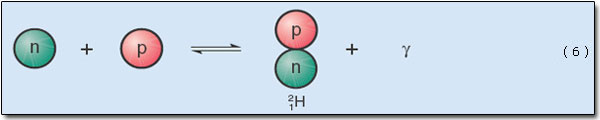 n + p ⇌ p n + γ (6)
²₁H